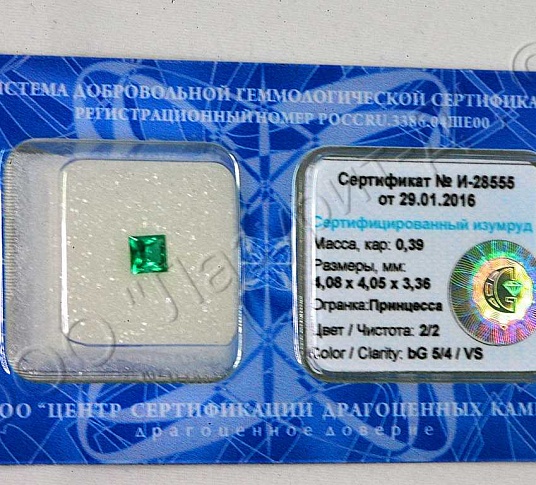 СИСТЕМА ДОБРОВОЛЬНОЙ ГЕММОЛОГИЧЕСКОЙ СЕРТИФИКА
РЕГИСТРАЦИОННЫЙ НОМЕР РОСС RU.З386.04ШЕ00
Сертификат № И-28555
от 29.01.2016
Сертифицированный изумруд
Масса, кар: 0,39
Размеры, мм:
4,08 x 4,05 x 3,36
Огранка:Принцесса
Цвет / Чистота: 2/2
Color / Clarity: bG 5/4 / VS
ООО "ЦЕНТР СЕРТИФИКАЦИИ ДРАГОЦЕННЫХ КАМ
драгоценное доверие